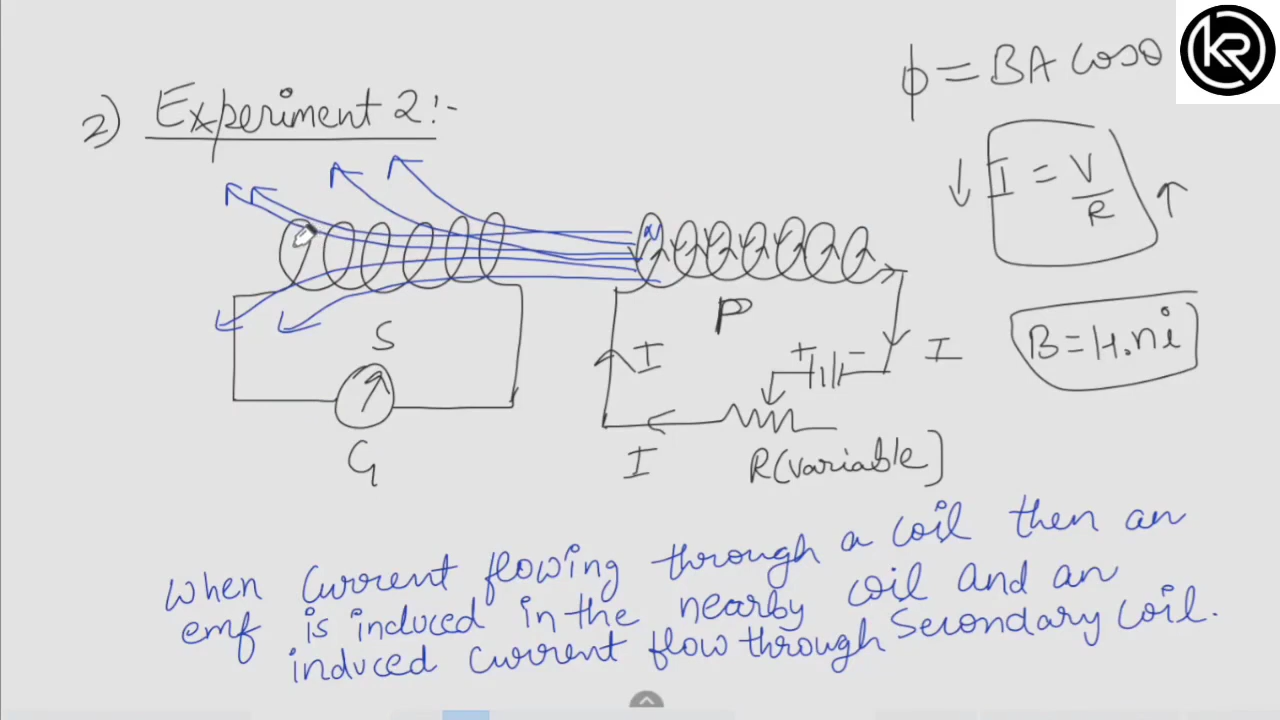 KR
ϕ = BA cosθ
2) Experiment 2:-
↓ I = V/R ↑
N
P
B = μ₀ni
S
I
+ -
I
G
I
R(variable)
When current flowing through a coil then an
emf is induced in the nearby coil and an
induced current flow through Secondary coil.